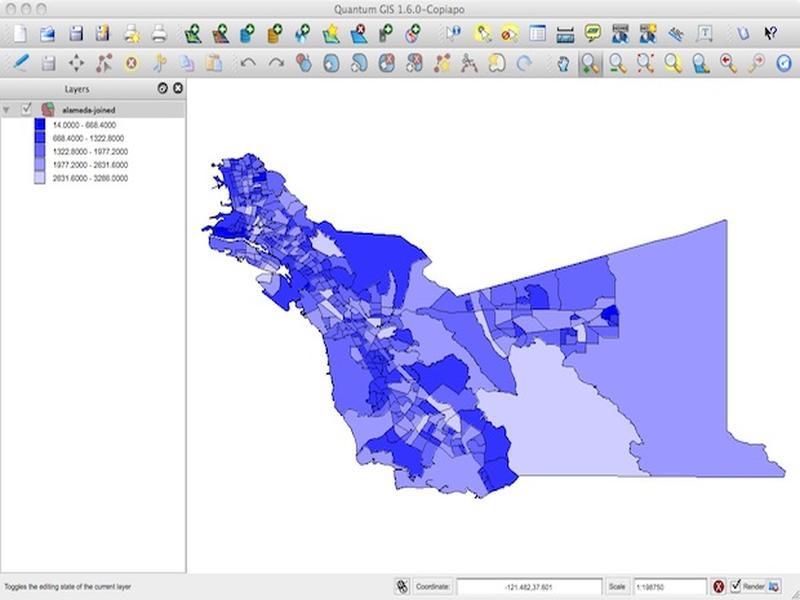 Quantum GIS 1.6.0-Copiapo
Layers
alameda-joined
14.0000 - 668.4000
668.4000 - 1322.8000
1322.8000 - 1977.2000
1977.2000 - 2631.6000
2631.6000 - 3286.0000
Toggles the editing state of the current layer
Coordinate:
-121.482,37.601
Scale
1:198750
Render